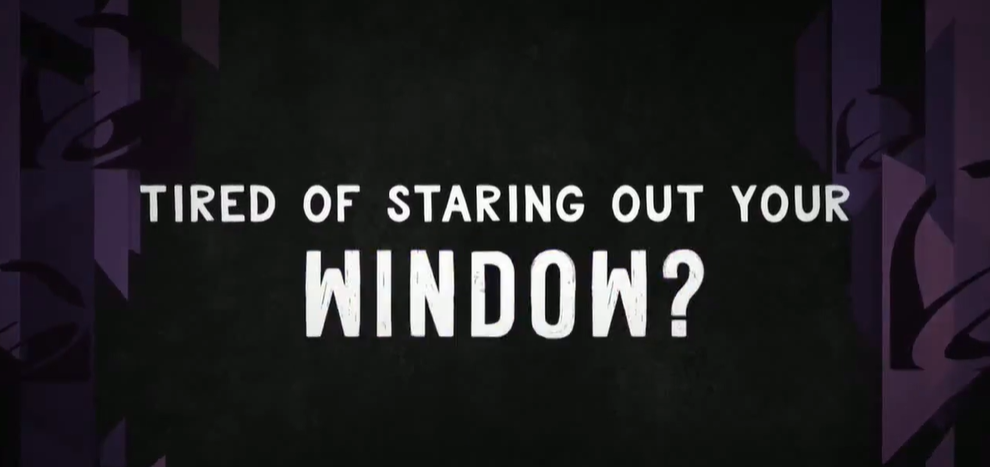 TIRED OF STARING OUT YOUR
WINDOW?